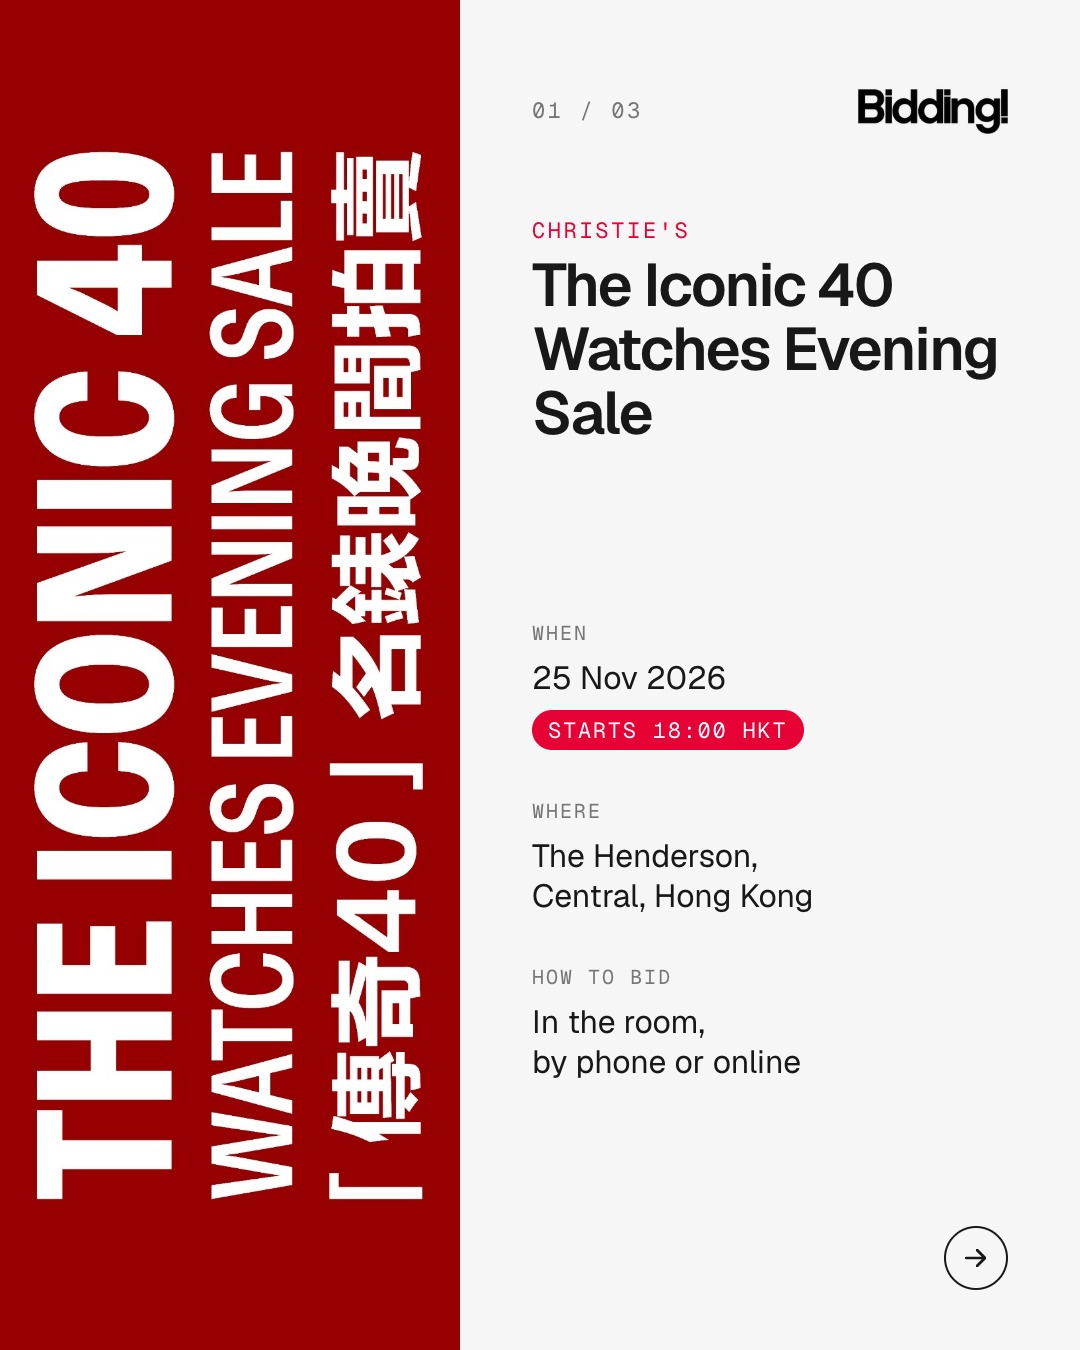 THE ICONIC 40
WATCHES EVENING SALE
「傳奇40」名錶晚間拍賣
01 / 03
Bidding!
CHRISTIE'S
The Iconic 40
Watches Evening
Sale
WHEN
25 Nov 2026
STARTS 18:00 HKT
WHERE
The Henderson,
Central, Hong Kong
HOW TO BID
In the room,
by phone or online